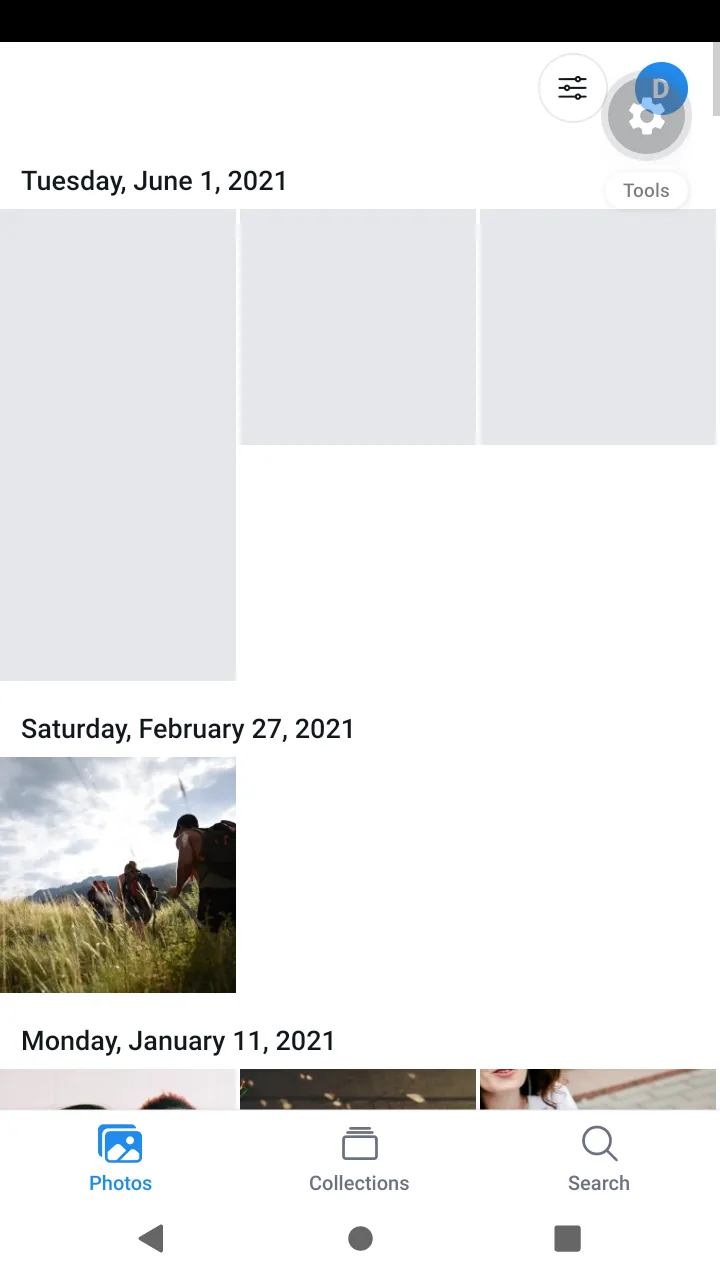 D
Tools
Tuesday, June 1, 2021
Saturday, February 27, 2021
Monday, January 11, 2021
Photos
Collections
Search